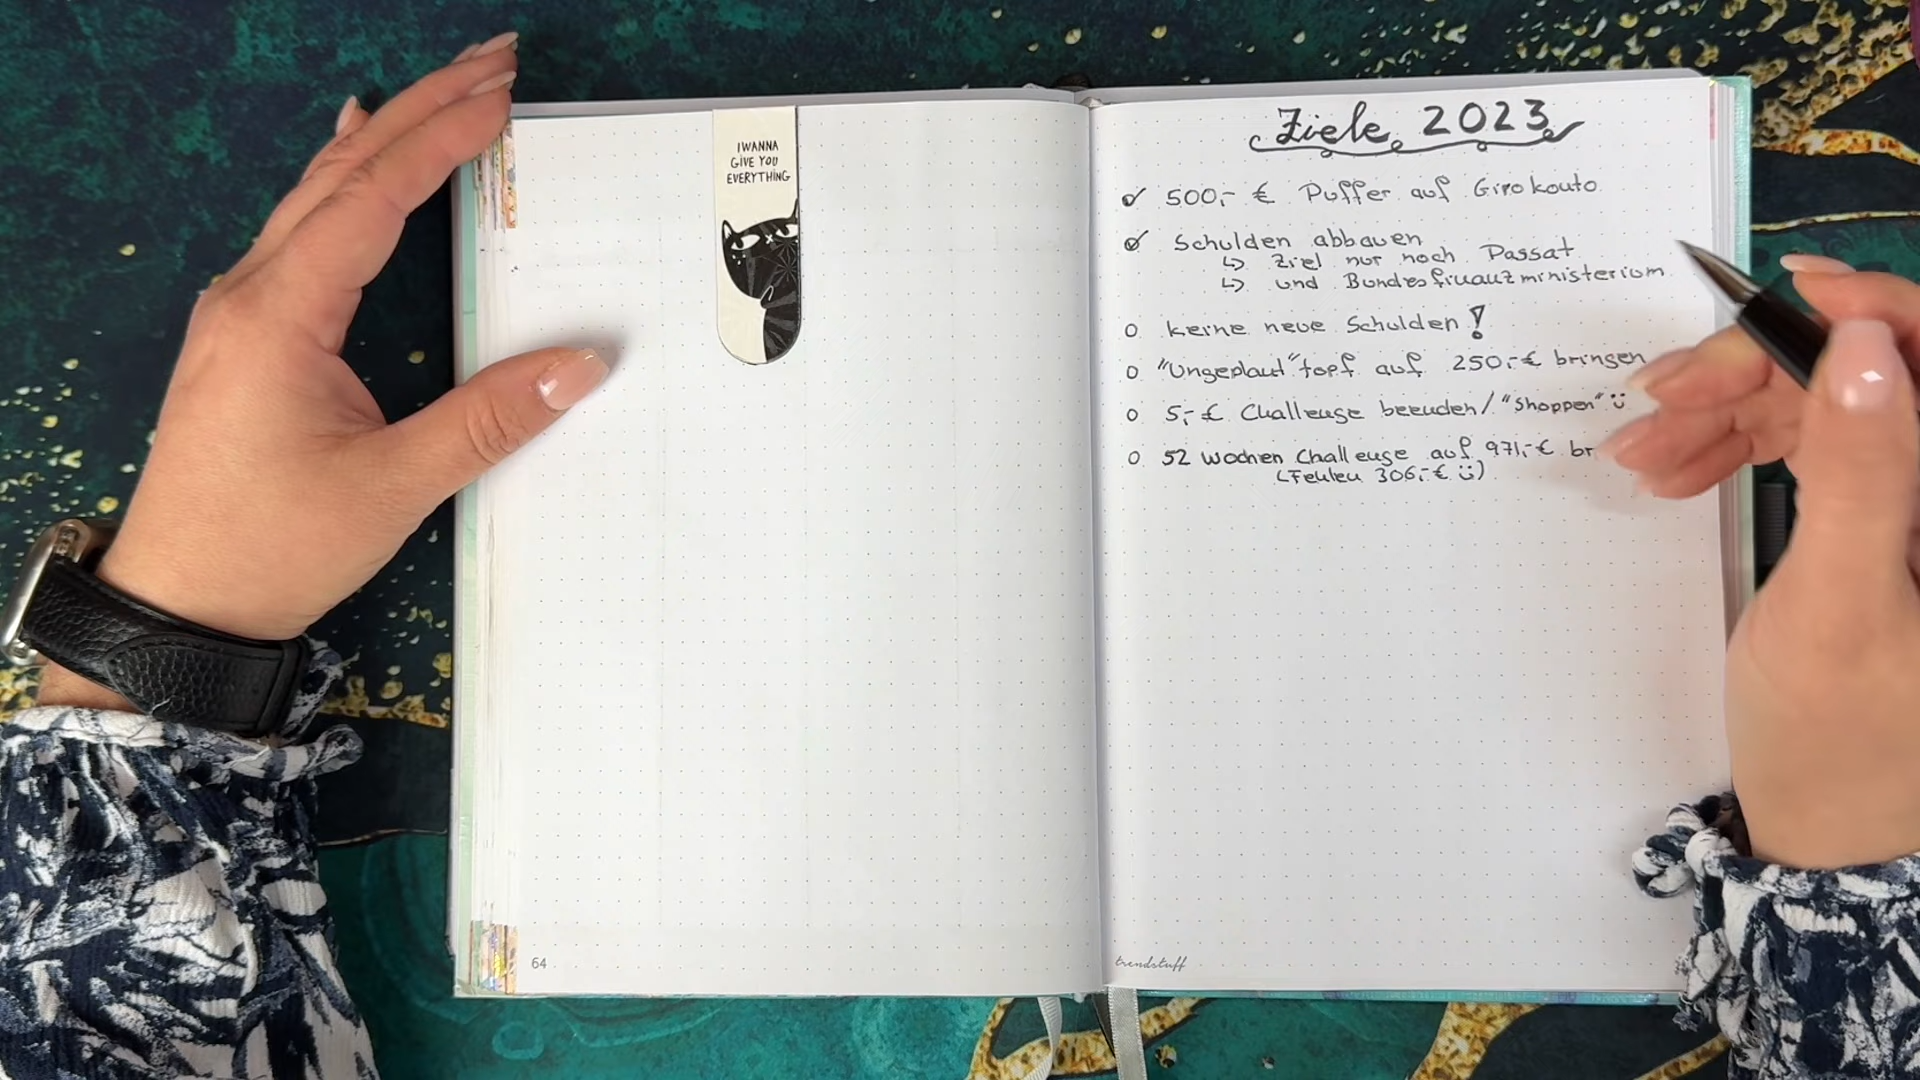 I WANNA
GIVE YOU
EVERYTHING
64
Ziele 2023
500,- € Puffer auf Girokonto
Schulden abbauen
↳ Ziel nur noch Passat
↳ und Bundesfinanzministerium
keine neue Schulden!
"Ungeplant" topf auf 250,-€ bringen
5,-€ Challenge beenden/"Shoppen" ü
52 Wochen Challenge auf 971,-€ br
(Fehlen 306,-€ ü)
trendstuff